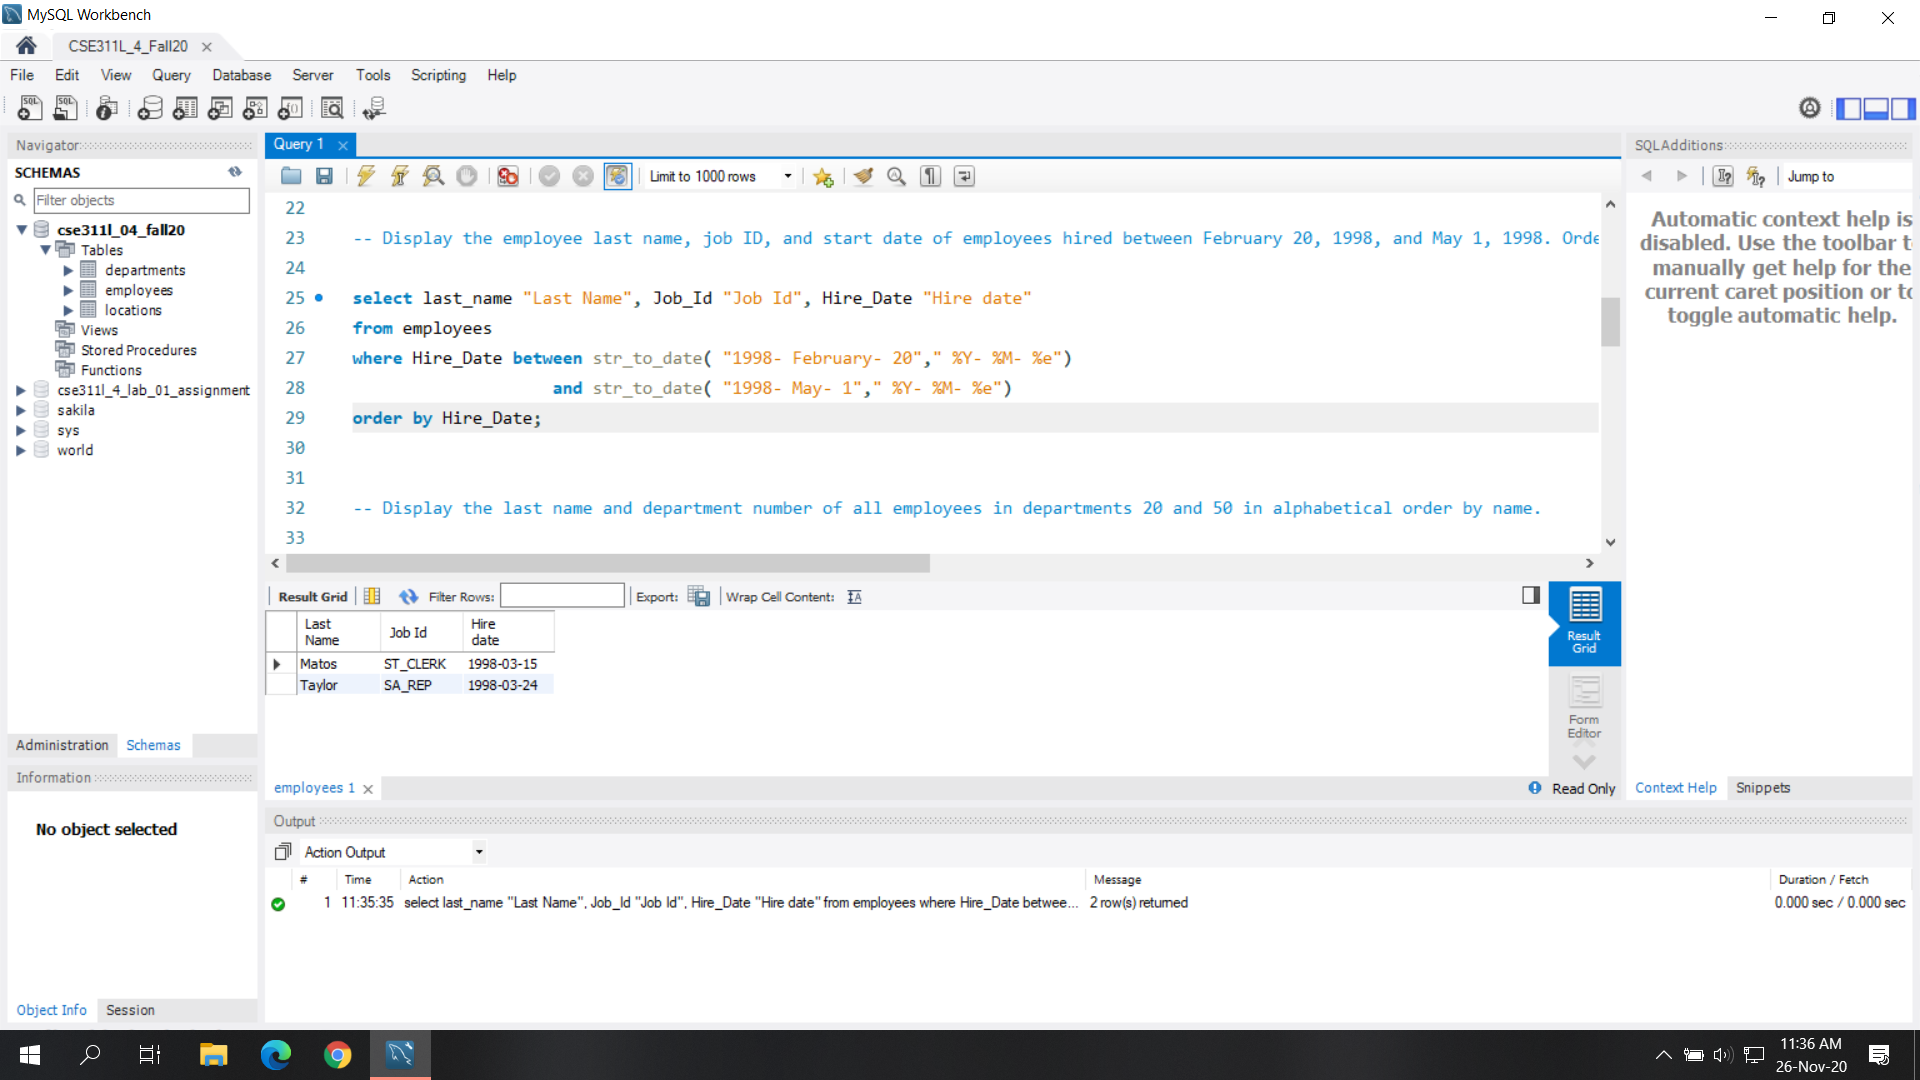 MySQL Workbench
CSE311L_4_Fall20
File Edit View Query Database Server Tools Scripting Help
Navigator
SCHEMAS
Filter objects
cse311l_04_fall20
Tables
departments
employees
locations
Views
Stored Procedures
Functions
cse311l_4_lab_01_assignment
sakila
sys
world
Administration Schemas
Information
No object selected
Object Info Session
Query 1
Limit to 1000 rows
22
23 -- Display the employee last name, job ID, and start date of employees hired between February 20, 1998, and May 1, 1998. Orde
24
25 select last_name "Last Name", Job_Id "Job Id", Hire_Date "Hire date"
26 from employees
27 where Hire_Date between str_to_date( "1998- February- 20"," %Y- %M- %e")
28 and str_to_date( "1998- May- 1"," %Y- %M- %e")
29 order by Hire_Date;
30
31
32 -- Display the last name and department number of all employees in departments 20 and 50 in alphabetical order by name.
33
Result Grid Filter Rows: Export: Wrap Cell Content:
Last Name Job Id Hire date
Matos ST_CLERK 1998-03-15
Taylor SA_REP 1998-03-24
Result Grid
Form Editor
employees 1
Read Only
SQLAdditions
Jump to
Automatic context help is
disabled. Use the toolbar t
manually get help for the
current caret position or to
toggle automatic help.
Context Help Snippets
Output
Action Output
# Time Action Message Duration / Fetch
1 11:35:35 select last_name "Last Name", Job_Id "Job Id", Hire_Date "Hire date" from employees where Hire_Date betwee... 2 row(s) returned 0.000 sec / 0.000 sec
11:36 AM
26-Nov-20